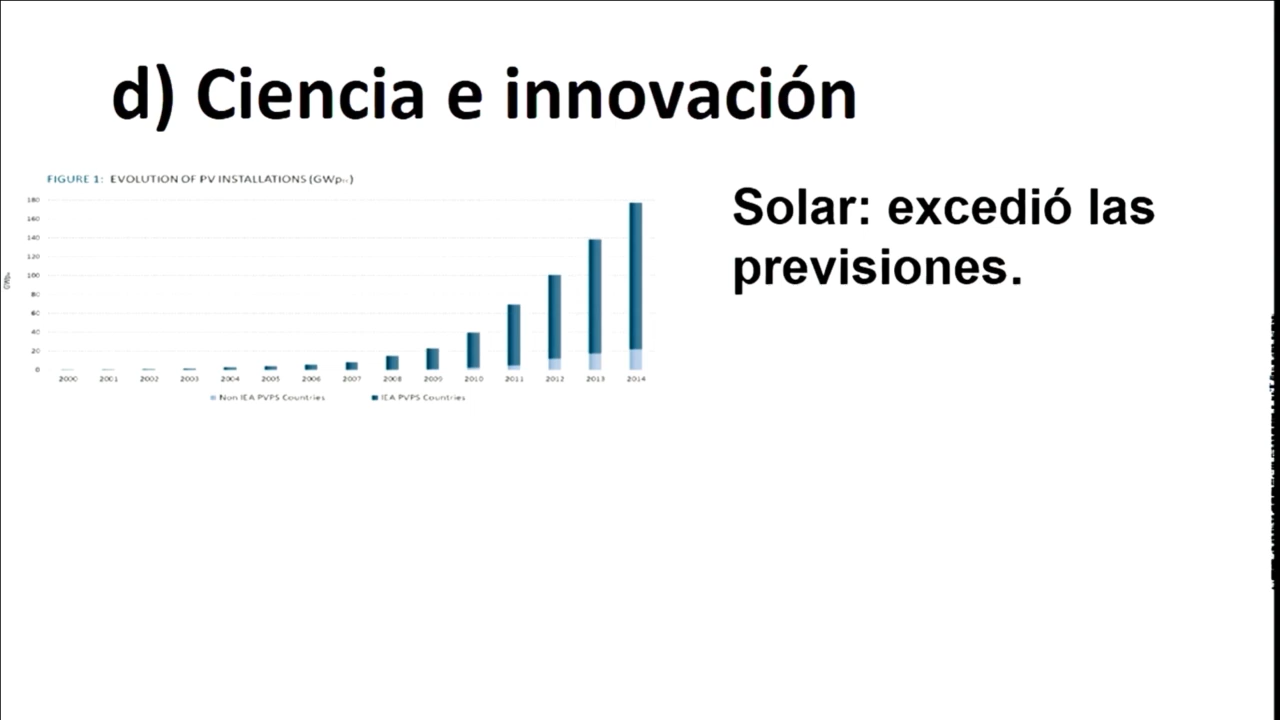 d) Ciencia e innovación
FIGURE 1: EVOLUTION OF PV INSTALLATIONS (GWp
Solar: excedió las
previsiones.
180
160
140
120
100
80
60
40
20
0
2000 2001 2002 2003 2004 2005 2006 2007 2008 2009 2010 2011 2012 2013 2014
Non IEA PVPS Countries IEA PVPS Countries